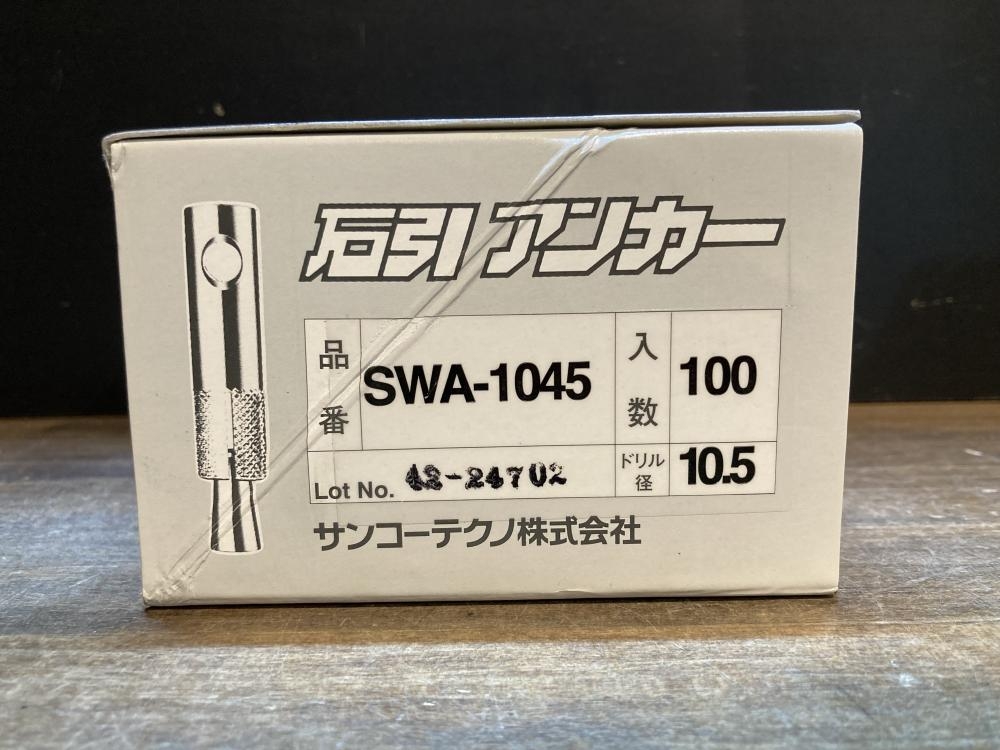 石引アンカー
品番 SWA-1045 入数 100
Lot No. 42-24702 ドリル径 10.5
サンコーテクノ株式会社